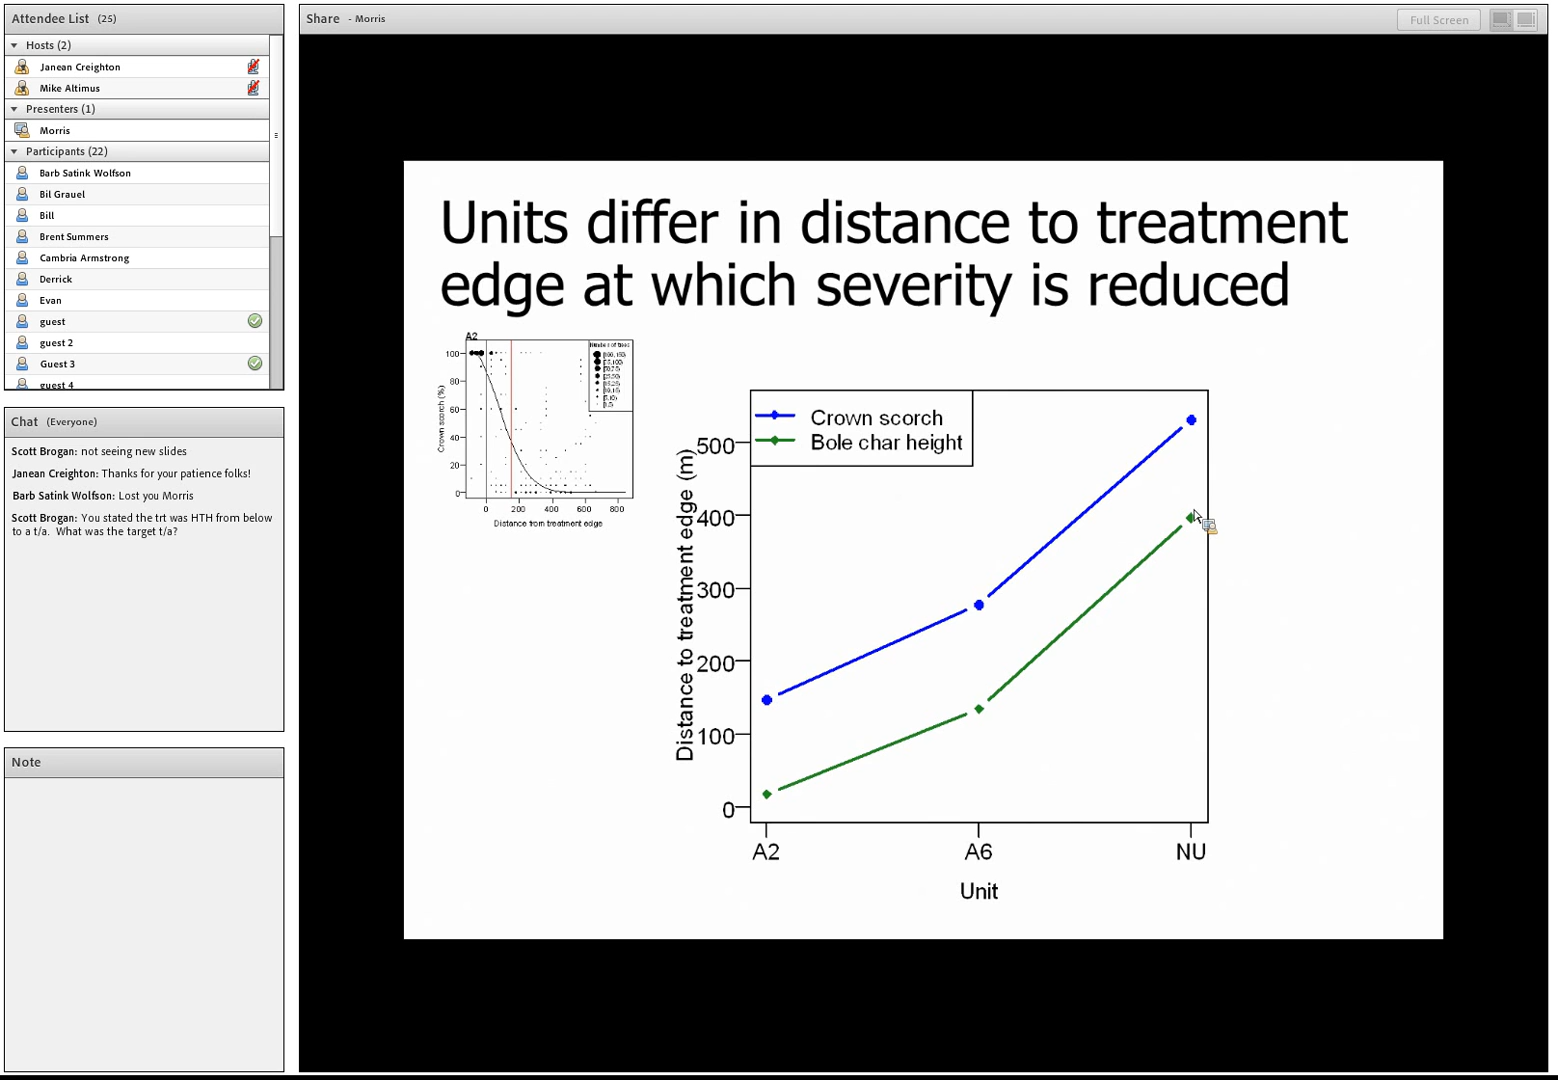 Attendee List (25)
Hosts (2)
Janean Creighton
Mike Altimus
Presenters (1)
Morris
Participants (22)
Barb Satink Wolfson
Bil Grauel
Bill
Brent Summers
Cambria Armstrong
Derrick
Evan
guest
guest 2
Guest 3
guest 4
Chat (Everyone)
Scott Brogan: not seeing new slides
Janean Creighton: Thanks for your patience folks!
Barb Satink Wolfson: Lost you Morris
Scott Brogan: You stated the trt was HTH from below
to a t/a. What was the target t/a?
Note
Share - Morris
Full Screen
Units differ in distance to treatment
edge at which severity is reduced
A2
Number of trees
Crown scorch (%)
100
80
60
40
20
0
0 200 400 600 800
Distance from treatment edge
Crown scorch
Bole char height
Distance to treatment edge (m)
500
400
300
200
100
0
A2 A6 NU
Unit